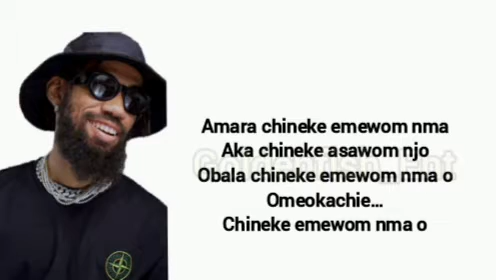 Amara chineke emewom nma
Aka chineke asawom njo
Obala chineke emewom nma o
Omeokachie...
Chineke emewom nma o